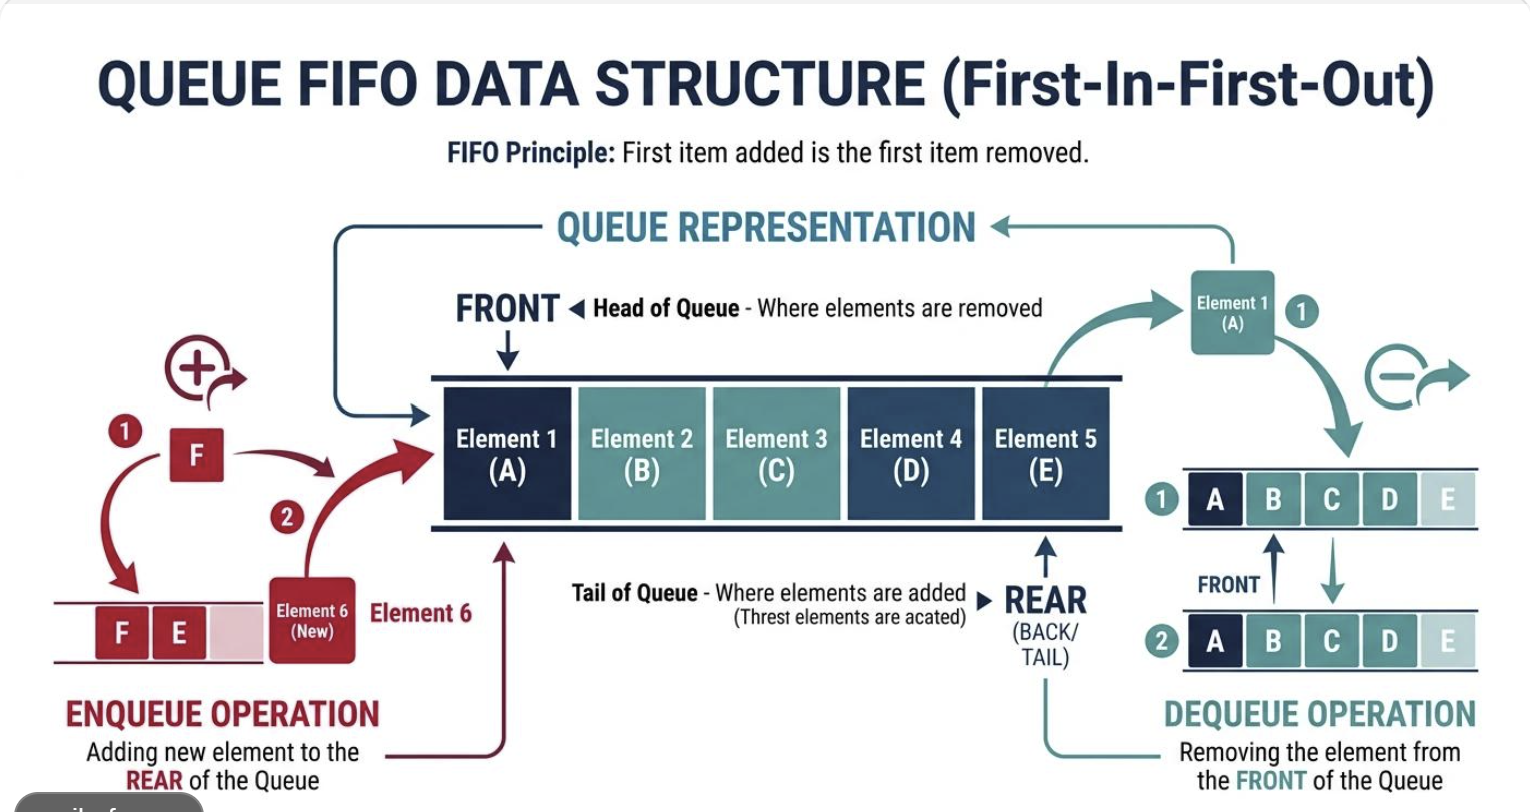 QUEUE FIFO DATA STRUCTURE (First-In-First-Out)
FIFO Principle: First item added is the first item removed.
QUEUE REPRESENTATION
FRONT ◀ Head of Queue - Where elements are removed
Element 1
(A)
1
1
F
2
Element 1
(A)
Element 2
(B)
Element 3
(C)
Element 4
(D)
Element 5
(E)
1
A B C D E
FRONT
2
A B C D E
F E
Element 6
(New)
Element 6
Tail of Queue - Where elements are added
(Threst elements are acated)
▶ REAR
(BACK/
TAIL)
ENQUEUE OPERATION
Adding new element to the
REAR of the Queue
DEQUEUE OPERATION
Removing the element from
the FRONT of the Queue